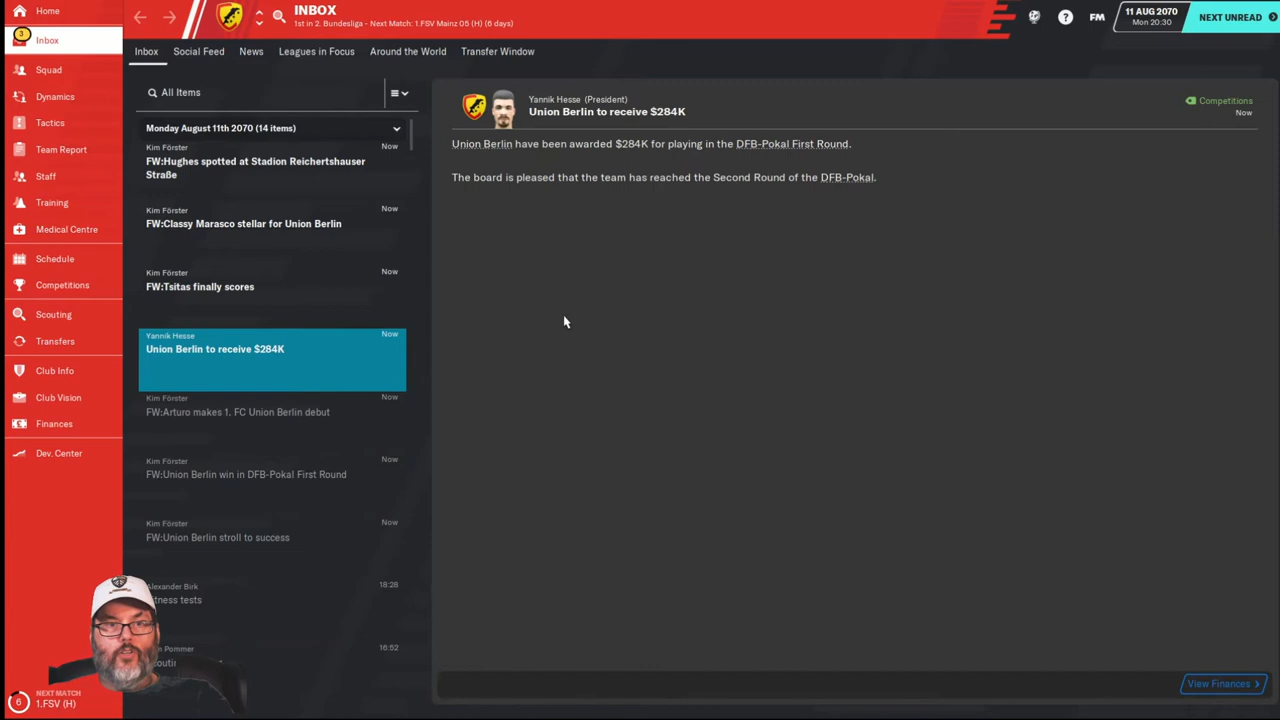 Home
Inbox
3
Squad
Dynamics
Tactics
Team Report
Staff
Training
Medical Centre
Schedule
Competitions
Scouting
Transfers
Club Info
Club Vision
Finances
Dev. Center
6
NEXT MATCH
1.FSV (H)
INBOX
1st in 2. Bundesliga - Next Match: 1.FSV Mainz 05 (H) (6 days)
?
FM
11 AUG 2070
Mon 20:30
NEXT UNREAD
Inbox
Social Feed
News
Leagues in Focus
Around the World
Transfer Window
All Items
Monday August 11th 2070 (14 items)
Kim Förster
Now
FW:Hughes spotted at Stadion Reichertshauser
Straße
Kim Förster
Now
FW:Classy Marasco stellar for Union Berlin
Kim Förster
Now
FW:Tsitas finally scores
Yannik Hesse
Now
Union Berlin to receive $284K
Kim Förster
Now
FW:Arturo makes 1. FC Union Berlin debut
Kim Förster
Now
FW:Union Berlin win in DFB-Pokal First Round
Kim Förster
Now
FW:Union Berlin stroll to success
Alexander Birk
18:28
tness tests
Pommer
16:52
Yannik Hesse (President)
Union Berlin to receive $284K
Competitions
Now
Union Berlin have been awarded $284K for playing in the DFB-Pokal First Round.
The board is pleased that the team has reached the Second Round of the DFB-Pokal.
View Finances